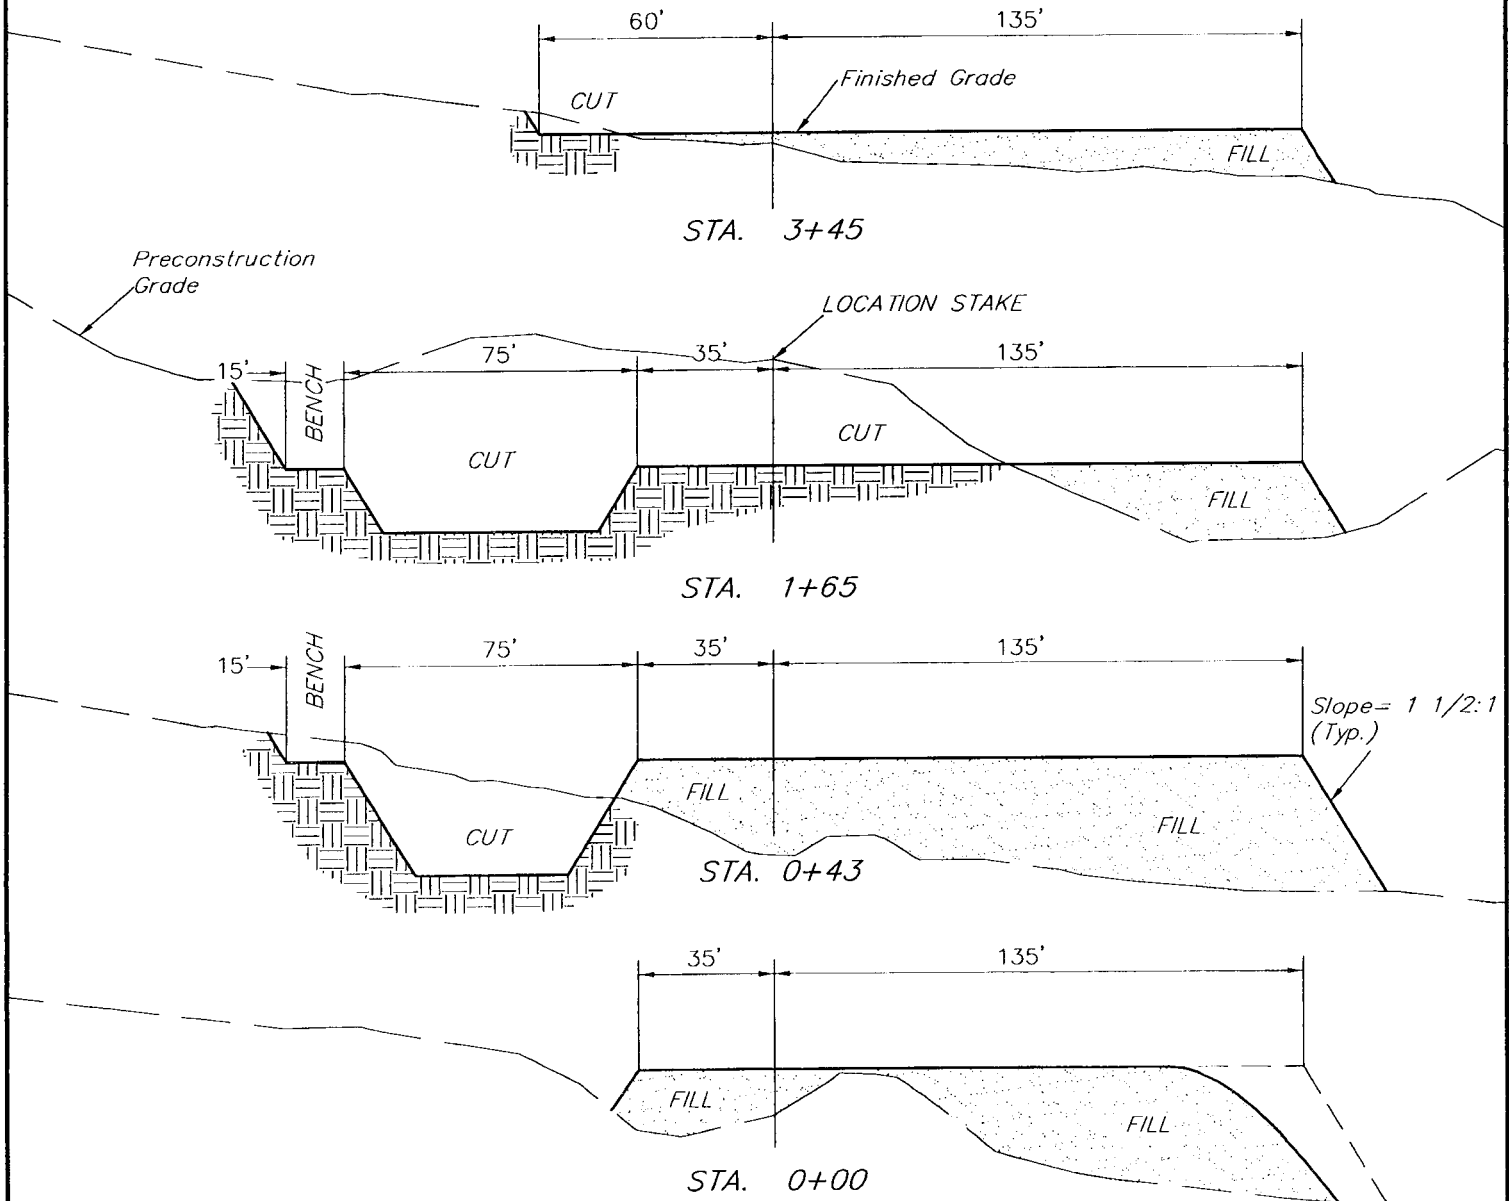 60' 135'
Finished Grade
CUT
FILL
STA. 3+45
Preconstruction
Grade
LOCATION STAKE
15' BENCH 75' 35' 135'
CUT
CUT
FILL
STA. 1+65
15' BENCH 75' 35' 135'
Slope= 1 1/2:1
(Typ.)
FILL
FILL
CUT
STA. 0+43
35' 135'
FILL
FILL
STA. 0+00